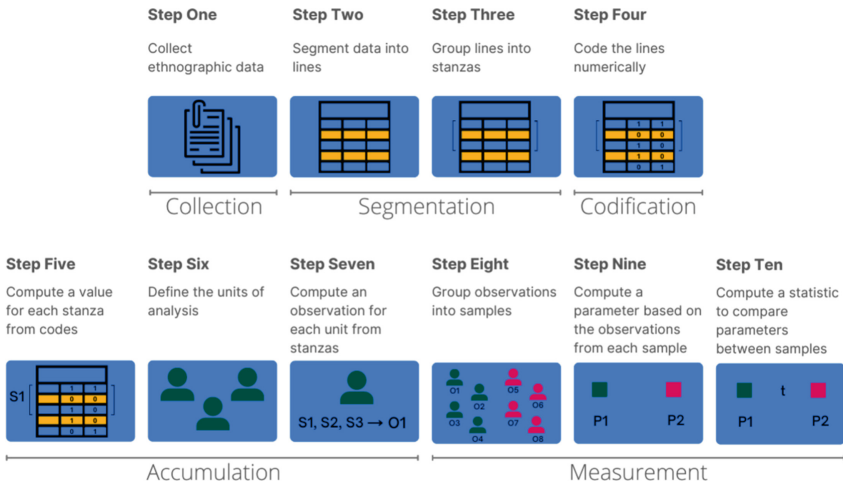 Step One
Collect
ethnographic data
Step Two
Segment data into
lines
Step Three
Group lines into
stanzas
Step Four
Code the lines
numerically
1 1
0 0
1 0
1 0
0 1
Collection
Segmentation
Codification
Step Five
Compute a value
for each stanza
from codes
S1
1 1
0 0
1 0
1 0
0 1
Step Six
Define the units of
analysis
Step Seven
Compute an
observation for
each unit from
stanzas
S1, S2, S3 → O1
Step Eight
Group observations
into samples
O1
O2
O3
O4
O5
O6
O7
O8
Step Nine
Compute a
parameter based on
the observations
from each sample
P1 P2
Step Ten
Compute a statistic
to compare
parameters
between samples
t
P1 P2
Accumulation
Measurement